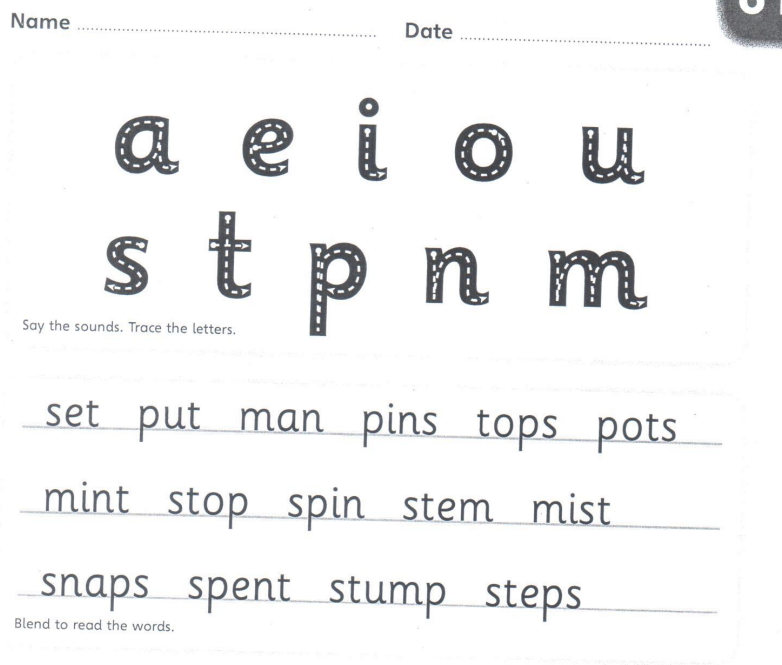 Name
Date
a e i o u
s t p n m
Say the sounds. Trace the letters.
set put man pins tops pots
mint stop spin stem mist
snaps spent stump steps
Blend to read the words.